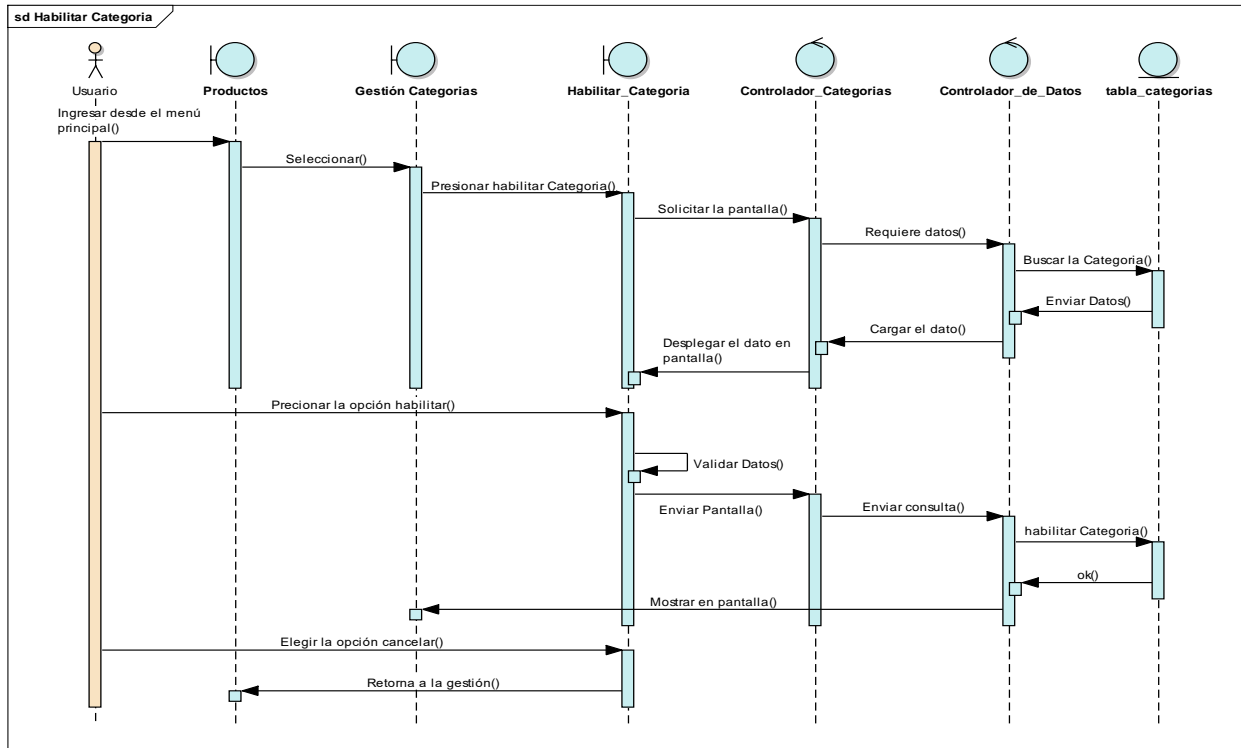 sd Habilitar Categoria
Usuario
Productos
Gestión Categorias
Habilitar_Categoria
Controlador_Categorias
Controlador_de_Datos
tabla_categorias
Ingresar desde el menú
principal()
Seleccionar()
Presionar habilitar Categoria()
Solicitar la pantalla()
Requiere datos()
Buscar la Categoria()
Enviar Datos()
Cargar el dato()
Desplegar el dato en
pantalla()
Precionar la opción habilitar()
Validar Datos()
Enviar Pantalla()
Enviar consulta()
habilitar Categoria()
ok()
Mostrar en pantalla()
Elegir la opción cancelar()
Retorna a la gestión()